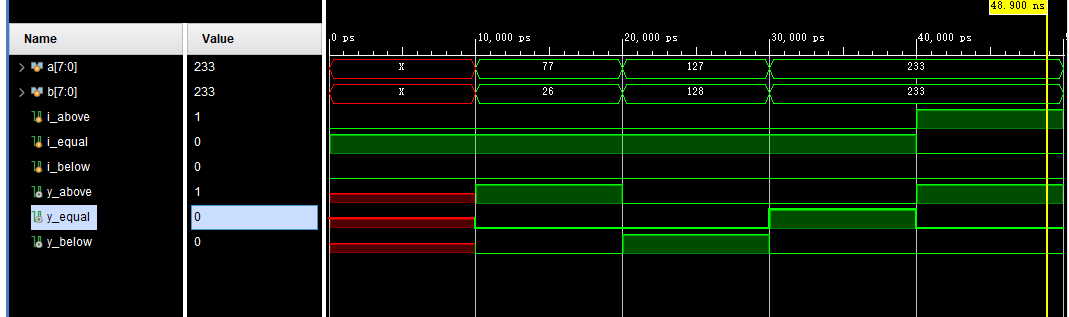 48.900 ns
Name Value 0 ps 10,000 ps 20,000 ps 30,000 ps 40,000 ps
a[7:0] 233 X 77 127 233
b[7:0] 233 X 26 128 233
i_above 1
i_equal 0
i_below 0
y_above 1
y_equal 0
y_below 0